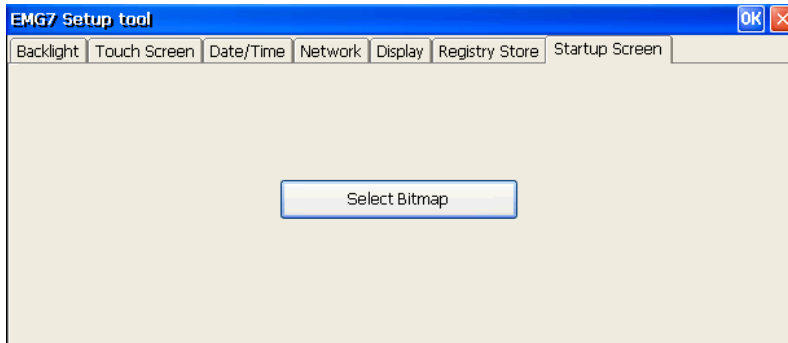 EMG7 Setup tool OK
Backlight Touch Screen Date/Time Network Display Registry Store Startup Screen
Select Bitmap